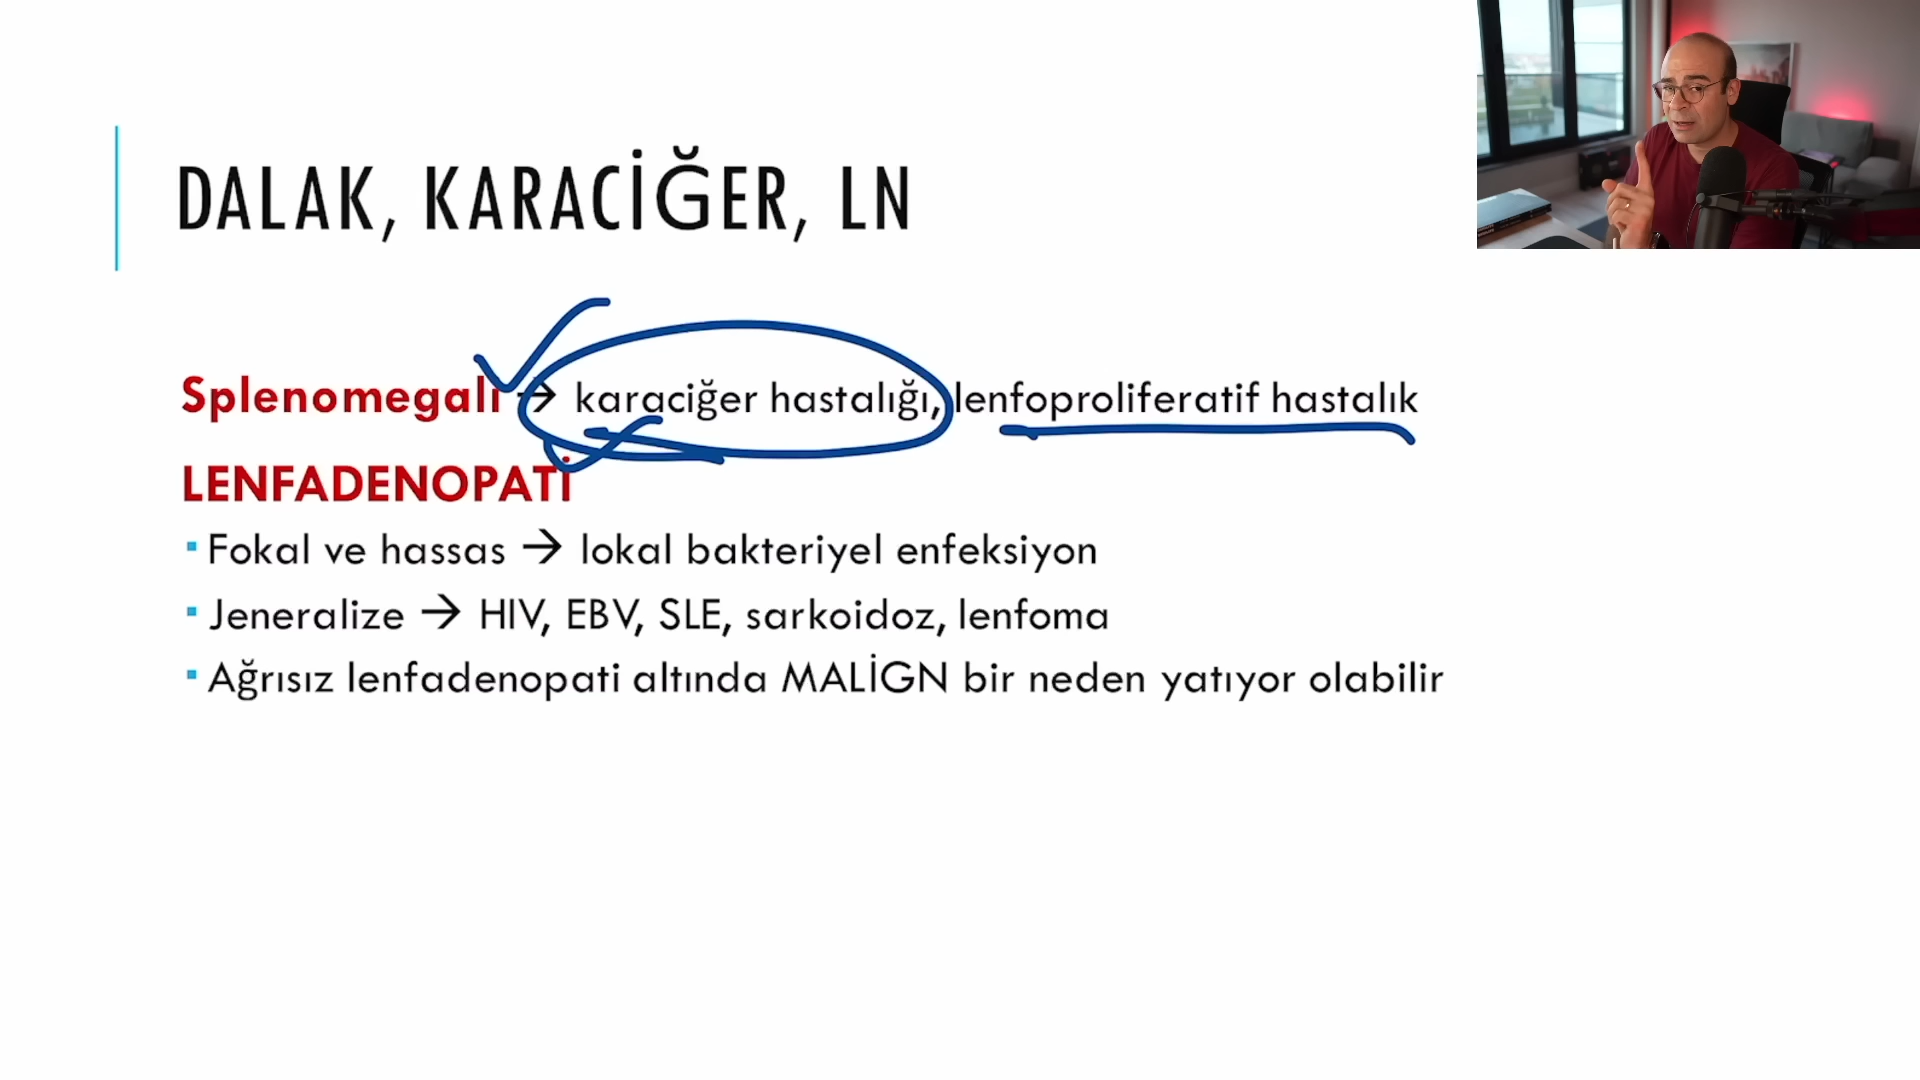 DALAK, KARACİĞER, LN
Splenomegali → karaciğer hastalığı, lenfoproliferatif hastalık
LENFADENOPATİ
▪ Fokal ve hassas → lokal bakteriyel enfeksiyon
▪ Jeneralize → HIV, EBV, SLE, sarkoidoz, lenfoma
▪ Ağrısız lenfadenopati altında MALİGN bir neden yatıyor olabilir